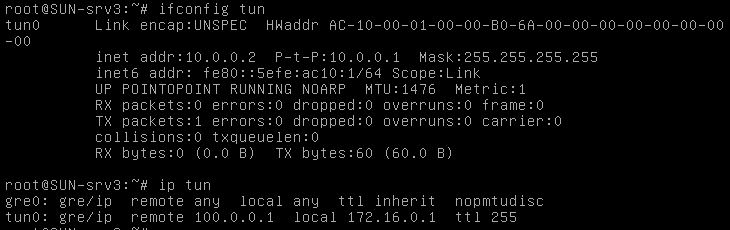 root@SUN-srv3:~# ifconfig tun
tun0      Link encap:UNSPEC  HWaddr AC-10-00-01-00-00-B0-6A-00-00-00-00-00-00-00
-00
          inet addr:10.0.0.2  P-t-P:10.0.0.1  Mask:255.255.255.255
          inet6 addr: fe80::5efe:ac10:1/64 Scope:Link
          UP POINTOPOINT RUNNING NOARP  MTU:1476  Metric:1
          RX packets:0 errors:0 dropped:0 overruns:0 frame:0
          TX packets:1 errors:0 dropped:0 overruns:0 carrier:0
          collisions:0 txqueuelen:0
          RX bytes:0 (0.0 B)  TX bytes:60 (60.0 B)
root@SUN-srv3:~# ip tun
gre0: gre/ip  remote any  local any  ttl inherit  nopmtudisc
tun0: gre/ip  remote 100.0.0.1  local 172.16.0.1  ttl 255